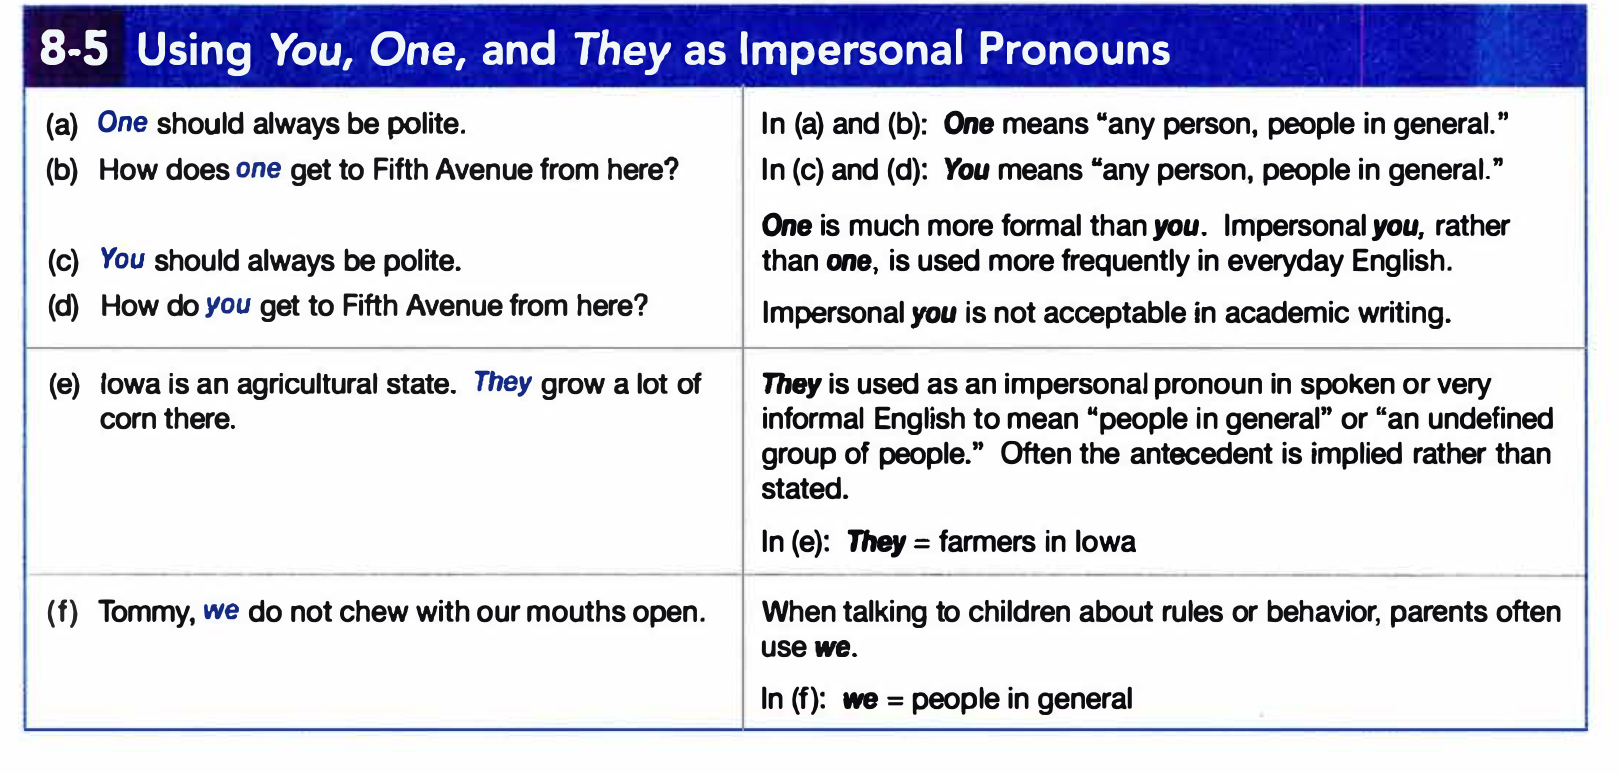 8-5 Using You, One, and They as Impersonal Pronouns
(a) One should always be polite.
(b) How does one get to Fifth Avenue from here?
(c) You should always be polite.
(d) How do you get to Fifth Avenue from here?
In (a) and (b): One means “any person, people in general.”
In (c) and (d): You means “any person, people in general.”
One is much more formal than you. Impersonal you, rather
than one, is used more frequently in everyday English.
Impersonal you is not acceptable in academic writing.
(e) Iowa is an agricultural state. They grow a lot of
corn there.
They is used as an impersonal pronoun in spoken or very
informal English to mean “people in general” or “an undefined
group of people.” Often the antecedent is implied rather than
stated.
In (e): They = farmers in Iowa
(f) Tommy, we do not chew with our mouths open.
When talking to children about rules or behavior, parents often
use we.
In (f): we = people in general